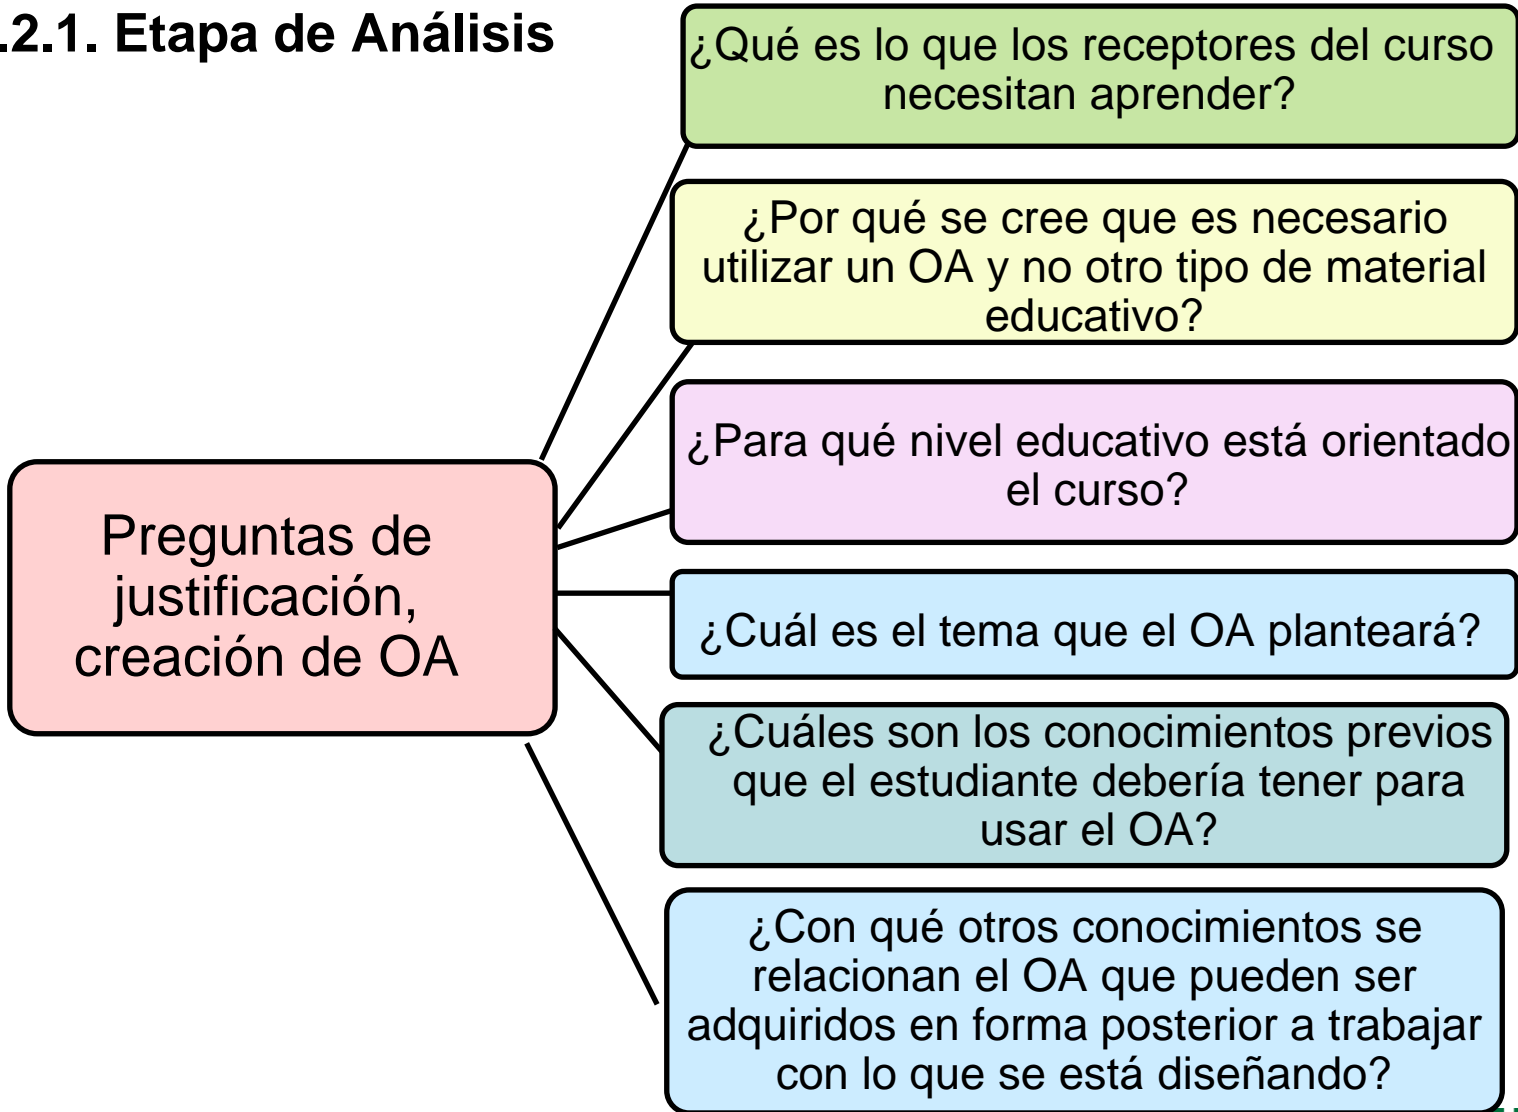 .2.1. Etapa de Análisis
¿Qué es lo que los receptores del curso
necesitan aprender?
¿Por qué se cree que es necesario
utilizar un OA y no otro tipo de material
educativo?
¿Para qué nivel educativo está orientado
el curso?
Preguntas de
justificación,
creación de OA
¿Cuál es el tema que el OA planteará?
¿Cuáles son los conocimientos previos
que el estudiante debería tener para
usar el OA?
¿Con qué otros conocimientos se
relacionan el OA que pueden ser
adquiridos en forma posterior a trabajar
con lo que se está diseñando?